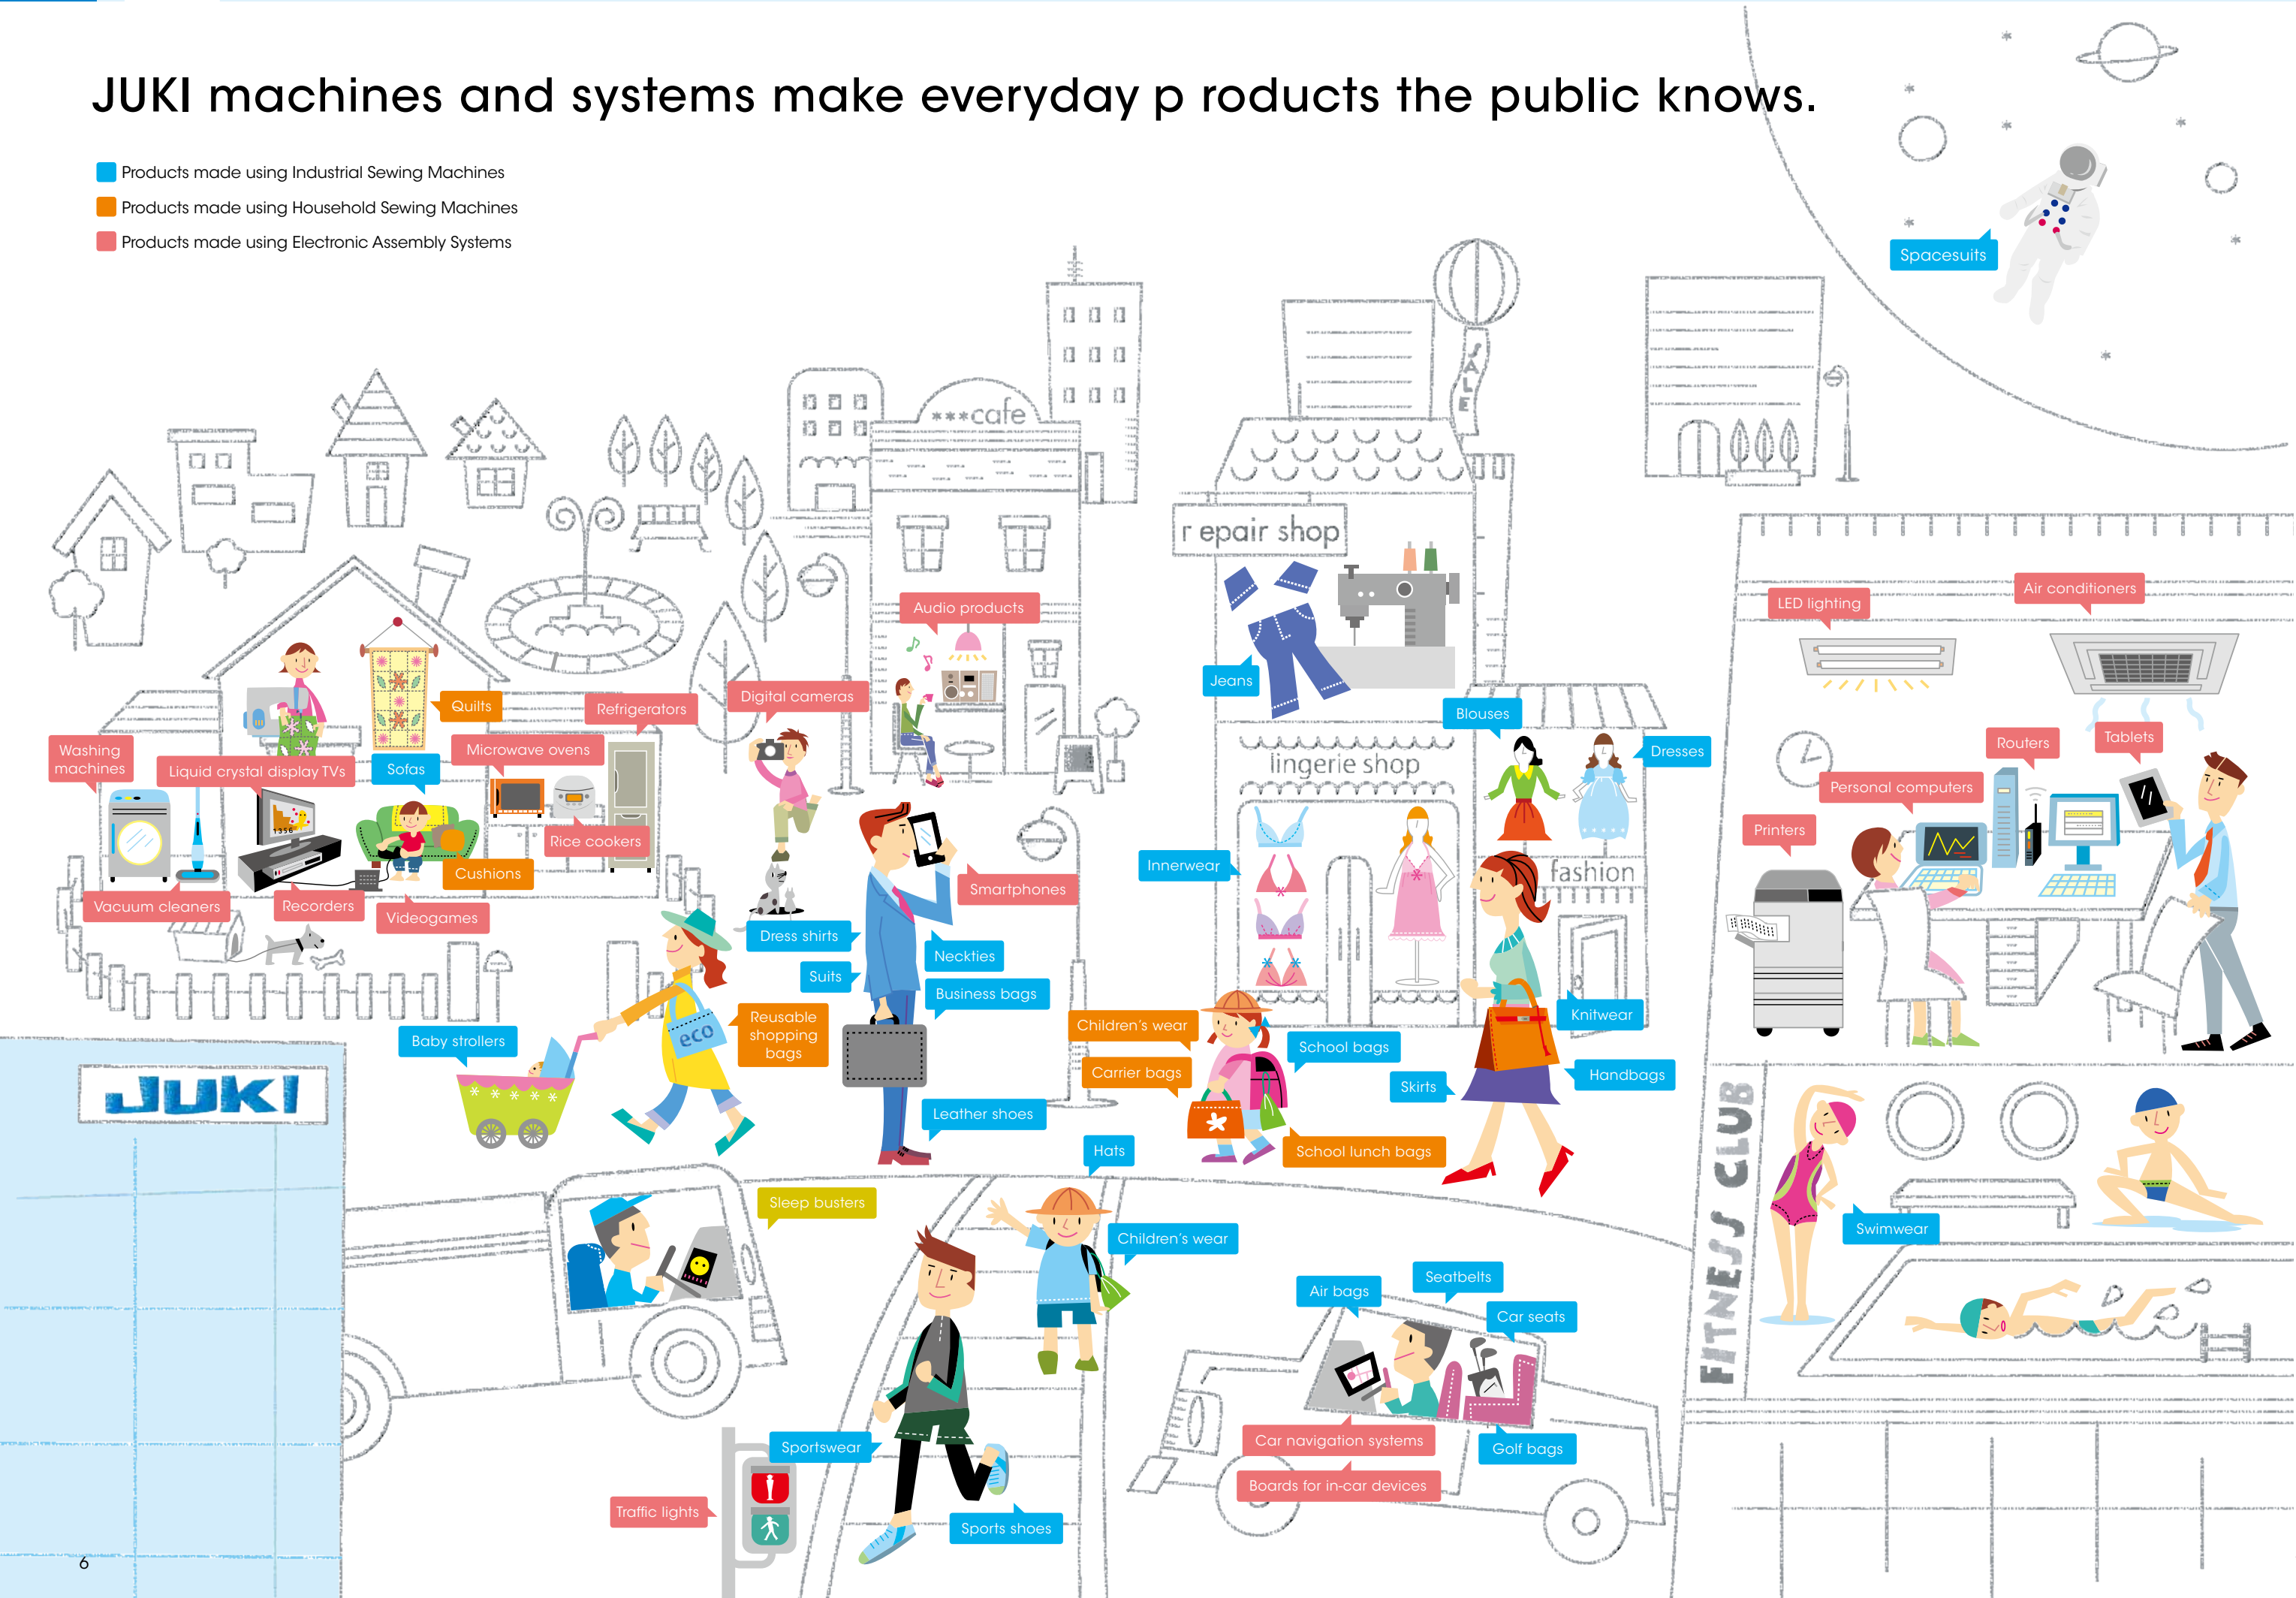 JUKI machines and systems make everyday p roducts the public knows.
Products made using Industrial Sewing Machines
Products made using Household Sewing Machines
Products made using Electronic Assembly Systems
Spacesuits
SALE
***cafe
r epair shop
Audio products
LED lighting
Air conditioners
Jeans
Quilts
Refrigerators
Digital cameras
Blouses
Dresses
Washing
machines
Liquid crystal display TVs
Sofas
Microwave ovens
lingerie shop
Routers
Tablets
Personal computers
Printers
1356
Rice cookers
Cushions
Innerwear
fashion
Smartphones
Vacuum cleaners
Recorders
Videogames
Dress shirts
Neckties
Suits
Business bags
Reusable
shopping
bags
eco
Baby strollers
Children's wear
Carrier bags
School bags
Knitwear
Skirts
Handbags
JUKI
Leather shoes
Hats
School lunch bags
FITNESS CLUB
Sleep busters
Children's wear
Swimwear
Air bags
Seatbelts
Car seats
Sportswear
Car navigation systems
Golf bags
Boards for in-car devices
Traffic lights
Sports shoes
6